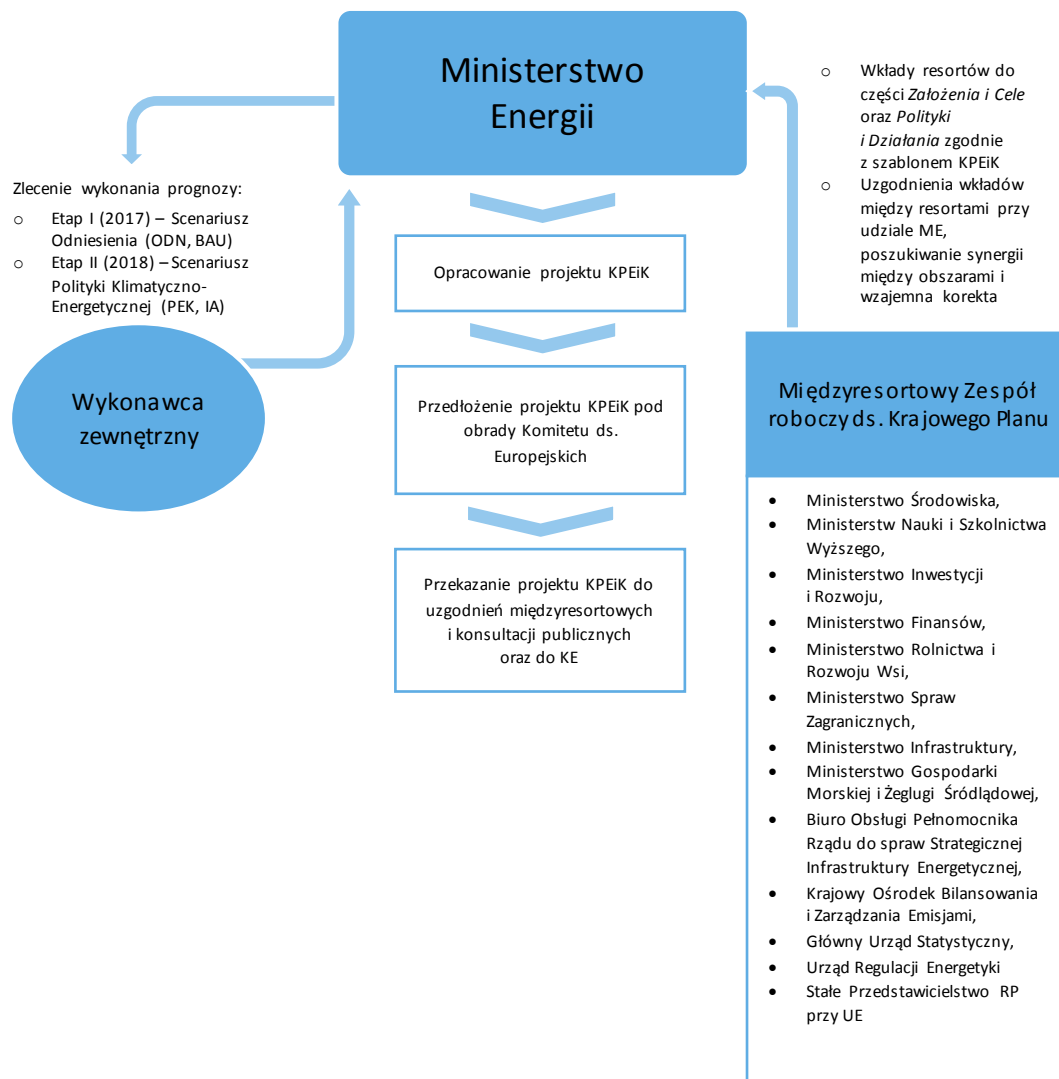 Ministerstwo
Energii
Zlecenie wykonania prognozy:
o Etap I (2017) – Scenariusz
Odniesienia (ODN, BAU)
o Etap II (2018) – Scenariusz
Polityki Klimatyczno-
Energetycznej (PEK, IA)
Wykonawca
zewnętrzny
Opracowanie projektu KPEiK
Przedłożenie projektu KPEiK pod
obrady Komitetu ds.
Europejskich
Przekazanie projektu KPEiK do
uzgodnień międzyresortowych
i konsultacji publicznych
oraz do KE
o Wkłady resortów do
części Założenia i Cele
oraz Polityki
i Działania zgodnie
z szablonem KPEiK
o Uzgodnienia wkładów
między resortami przy
udziale ME,
poszukiwanie synergii
między obszarami i
wzajemna korekta
Międzyresortowy Zespół
roboczy ds. Krajowego Planu
• Ministerstwo Środowiska,
• Ministerstw Nauki i Szkolnictwa
Wyższego,
• Ministerstwo Inwestycji
i Rozwoju,
• Ministerstwo Finansów,
• Ministerstwo Rolnictwa i
Rozwoju Wsi,
• Ministerstwo Spraw
Zagranicznych,
• Ministerstwo Infrastruktury,
• Ministerstwo Gospodarki
Morskiej i Żeglugi Śródlądowej,
• Biuro Obsługi Pełnomocnika
Rządu do spraw Strategicznej
Infrastruktury Energetycznej,
• Krajowy Ośrodek Bilansowania
i Zarządzania Emisjami,
• Główny Urząd Statystyczny,
• Urząd Regulacji Energetyki
• Stałe Przedstawicielstwo RP
przy UE